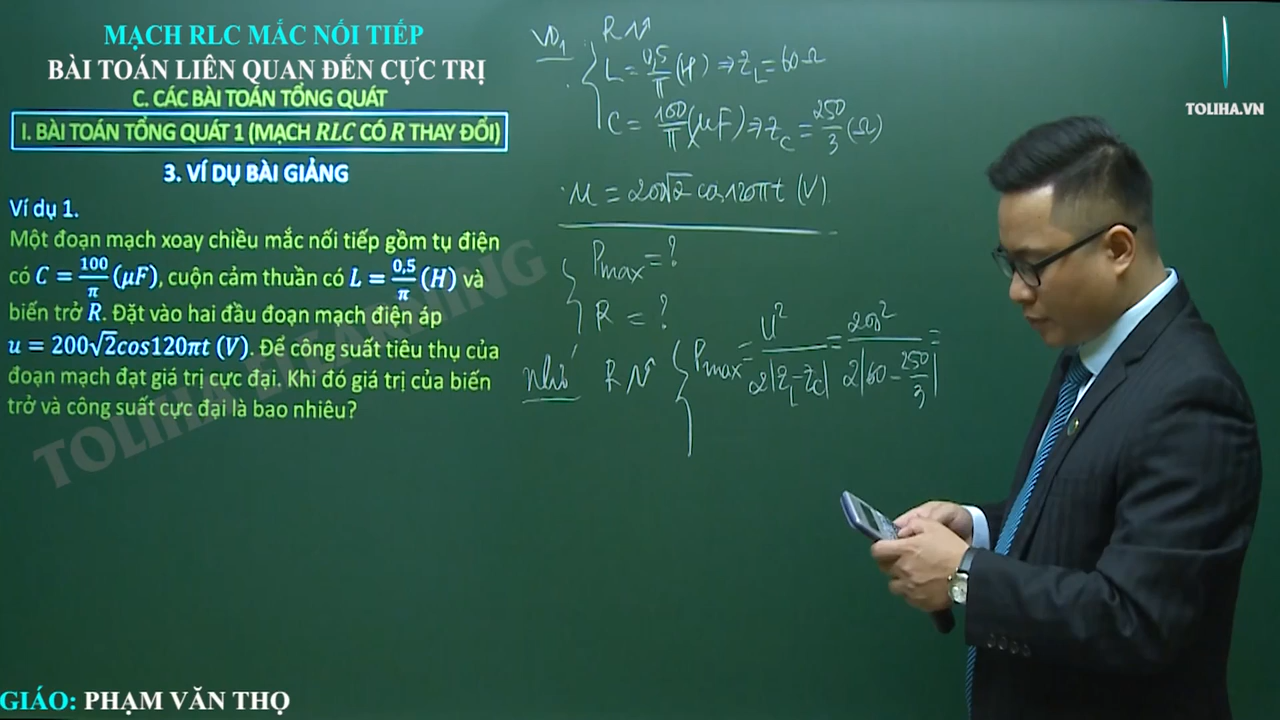 MẠCH RLC MẮC NỐI TIẾP
BÀI TOÁN LIÊN QUAN ĐẾN CỰC TRỊ
C. CÁC BÀI TOÁN TỔNG QUÁT
I. BÀI TOÁN TỔNG QUÁT 1 (MẠCH RLC CÓ R THAY ĐỔI)
3. VÍ DỤ BÀI GIẢNG
Ví dụ 1.
Một đoạn mạch xoay chiều mắc nối tiếp gồm tụ điện
có C = 100/π (μF), cuộn cảm thuần có L = 0,5/π (H) và
biến trở R. Đặt vào hai đầu đoạn mạch điện áp
u = 200√2cos120πt (V). Để công suất tiêu thụ của
đoạn mạch đạt giá trị cực đại. Khi đó giá trị của biến
trở và công suất cực đại là bao nhiêu?
TOLIHA LEARNING
VD1
R
L = 0,5/π (H) => Z_L = 60Ω
C = 100/π (μF) => Z_C = 250/3 (Ω)
u = 200√2 cos120πt (V)
Pmax = ?
R = ?
Nhớ R
Pmax = U²/2|Z_L - Z_C| = 200²/2|60 - 250/3| =
TOLIHA.VN
GIÁO: PHẠM VĂN THỌ